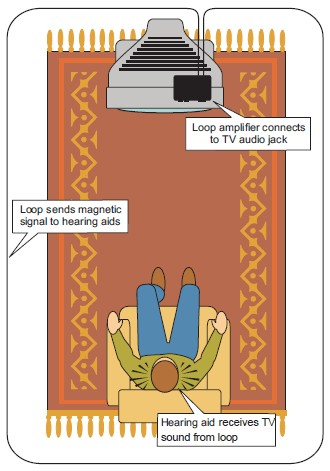 Loop amplifier connects
to TV audio jack
Loop sends magnetic
signal to hearing aids
Hearing aid receives TV
sound from loop